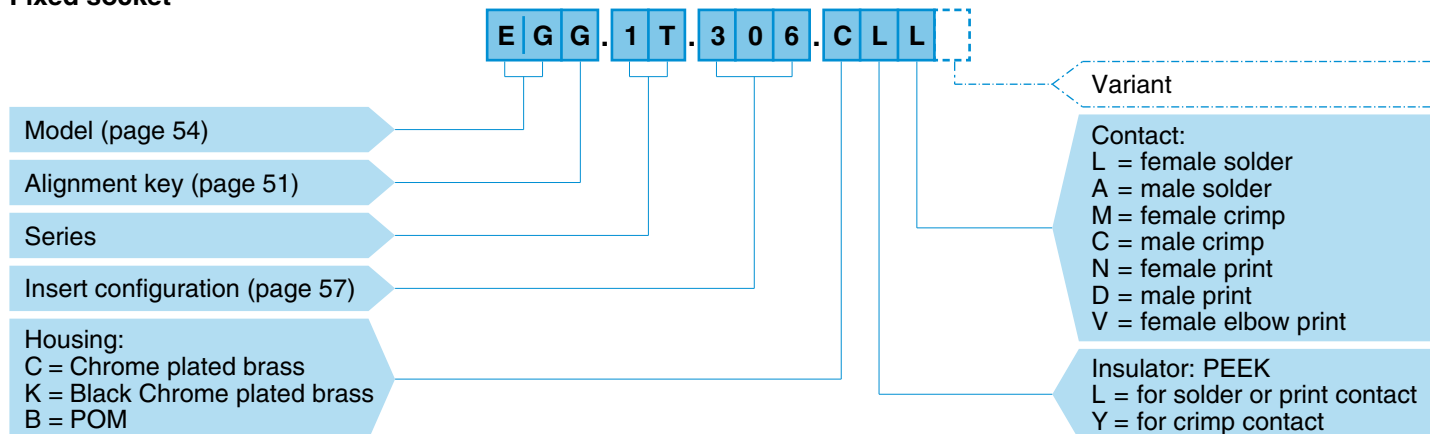 Fixed socket
E G G . 1 T . 3 0 6 . C L L
Variant
Model (page 54)
Alignment key (page 51)
Series
Insert configuration (page 57)
Housing:
C = Chrome plated brass
K = Black Chrome plated brass
B = POM
Contact:
L = female solder
A = male solder
M = female crimp
C = male crimp
N = female print
D = male print
V = female elbow print
Insulator: PEEK
L = for solder or print contact
Y = for crimp contact